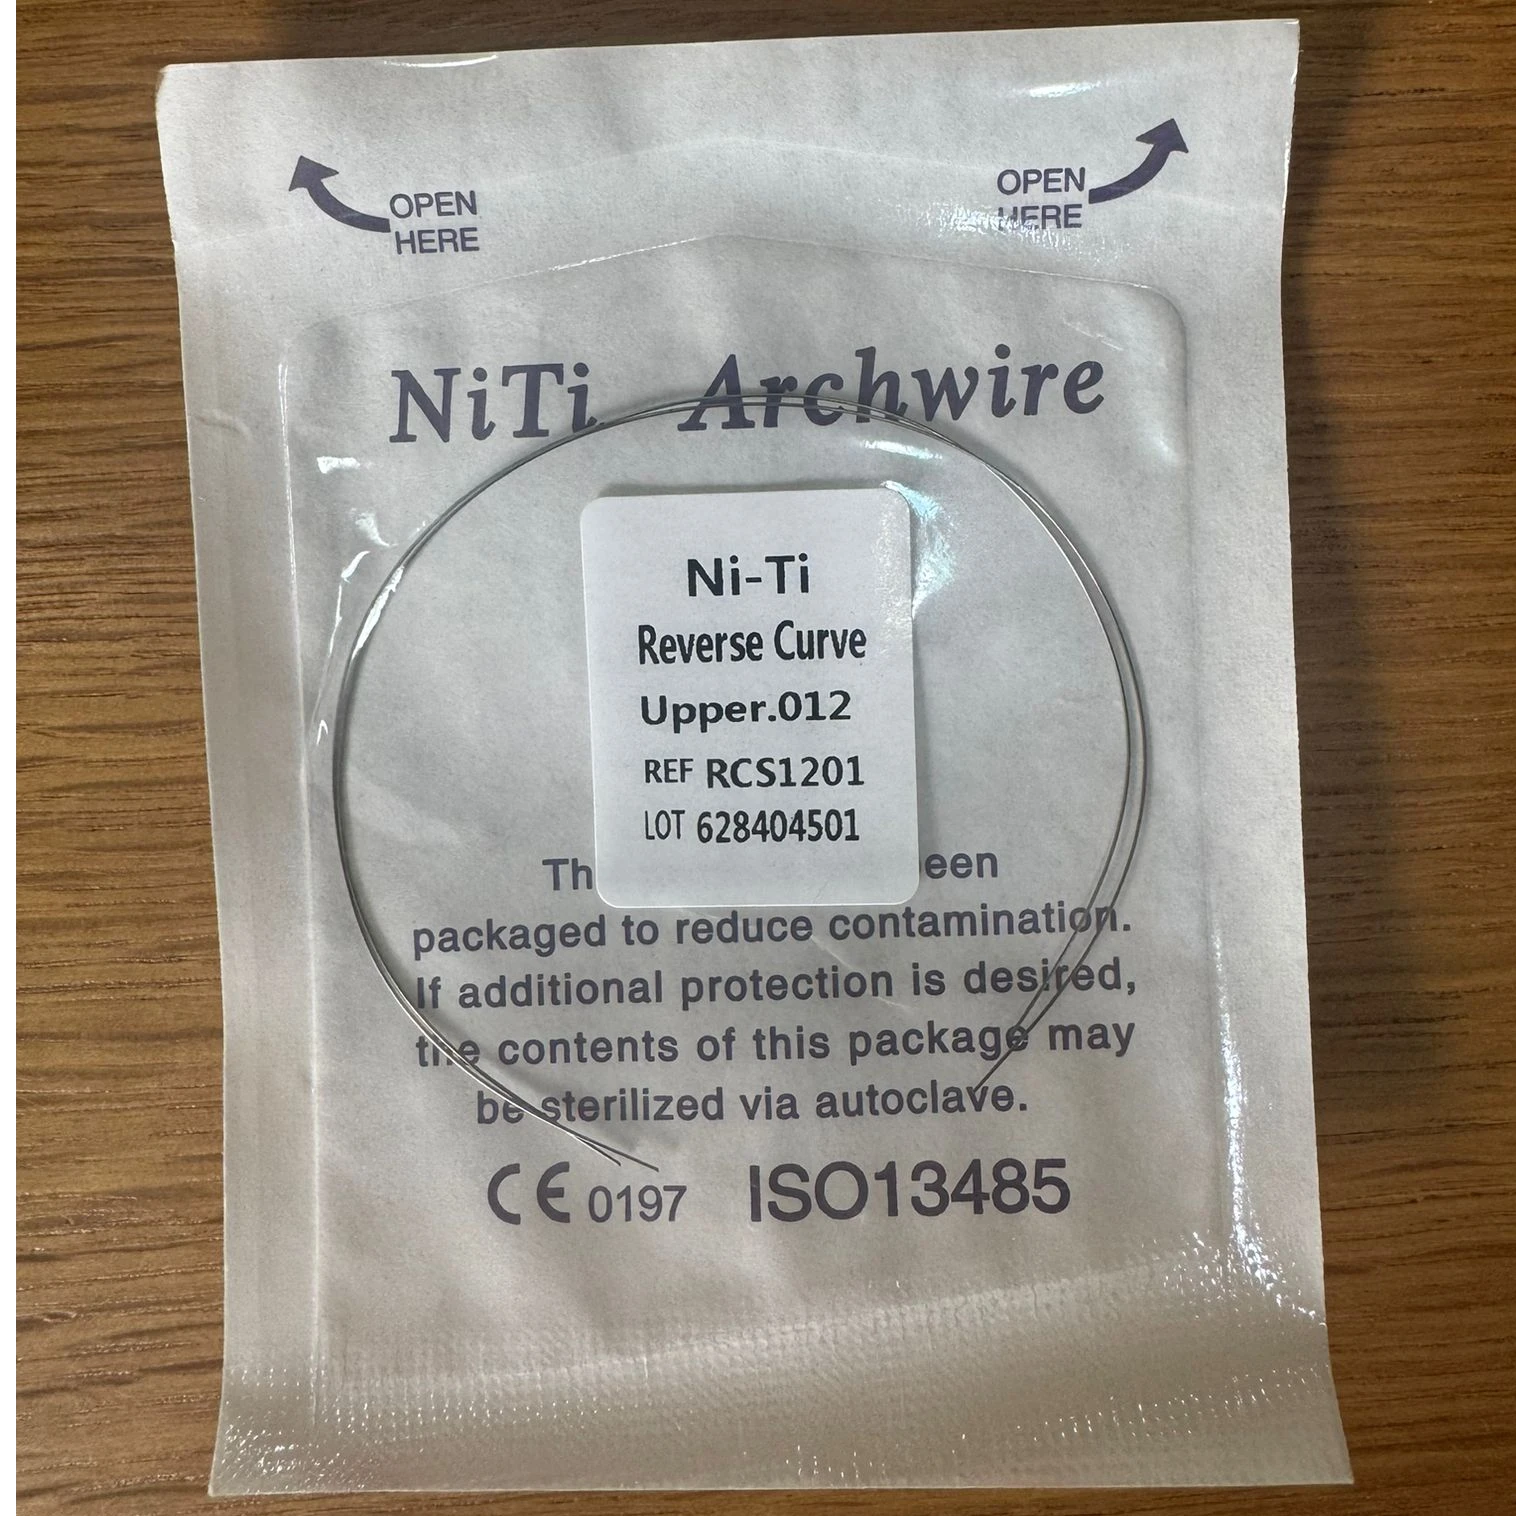 OPEN
HERE
OPEN
HERE
NiTi Archwire
Ni-Ti
Reverse Curve
Upper.012
REF RCS1201
LOT 628404501
packaged to reduce contamination.
If additional protection is desired,
the contents of this package may
be sterilized via autoclave.
CE 0197 ISO13485